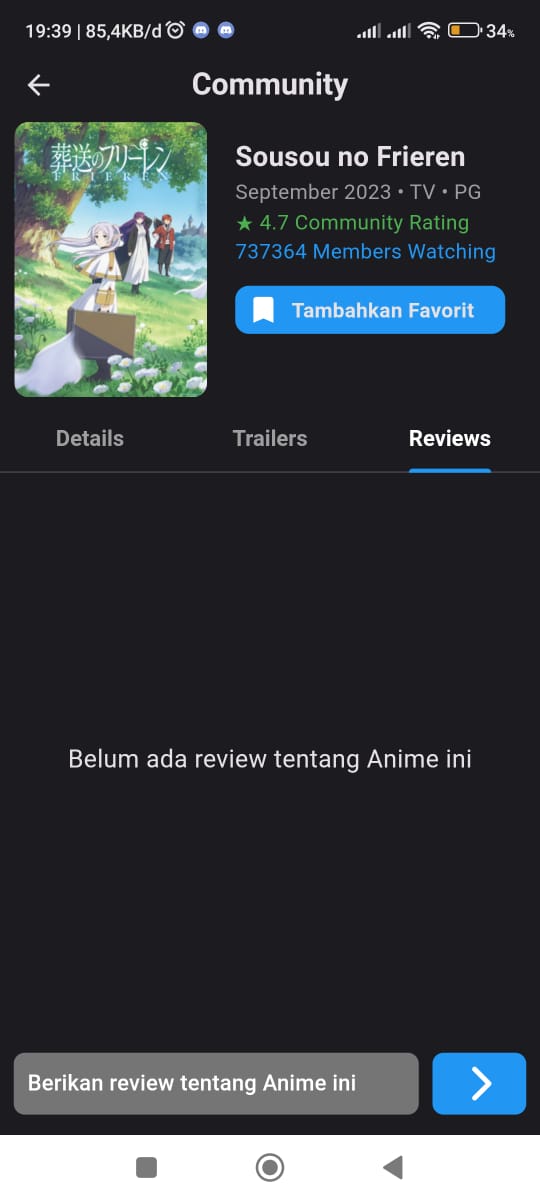 19:39 | 85,4KB/d
34%
Community
葬送のフリーレン
FRIEREN
Sousou no Frieren
September 2023 • TV • PG
★ 4.7 Community Rating
737364 Members Watching
Tambahkan Favorit
Details
Trailers
Reviews
Belum ada review tentang Anime ini
Berikan review tentang Anime ini